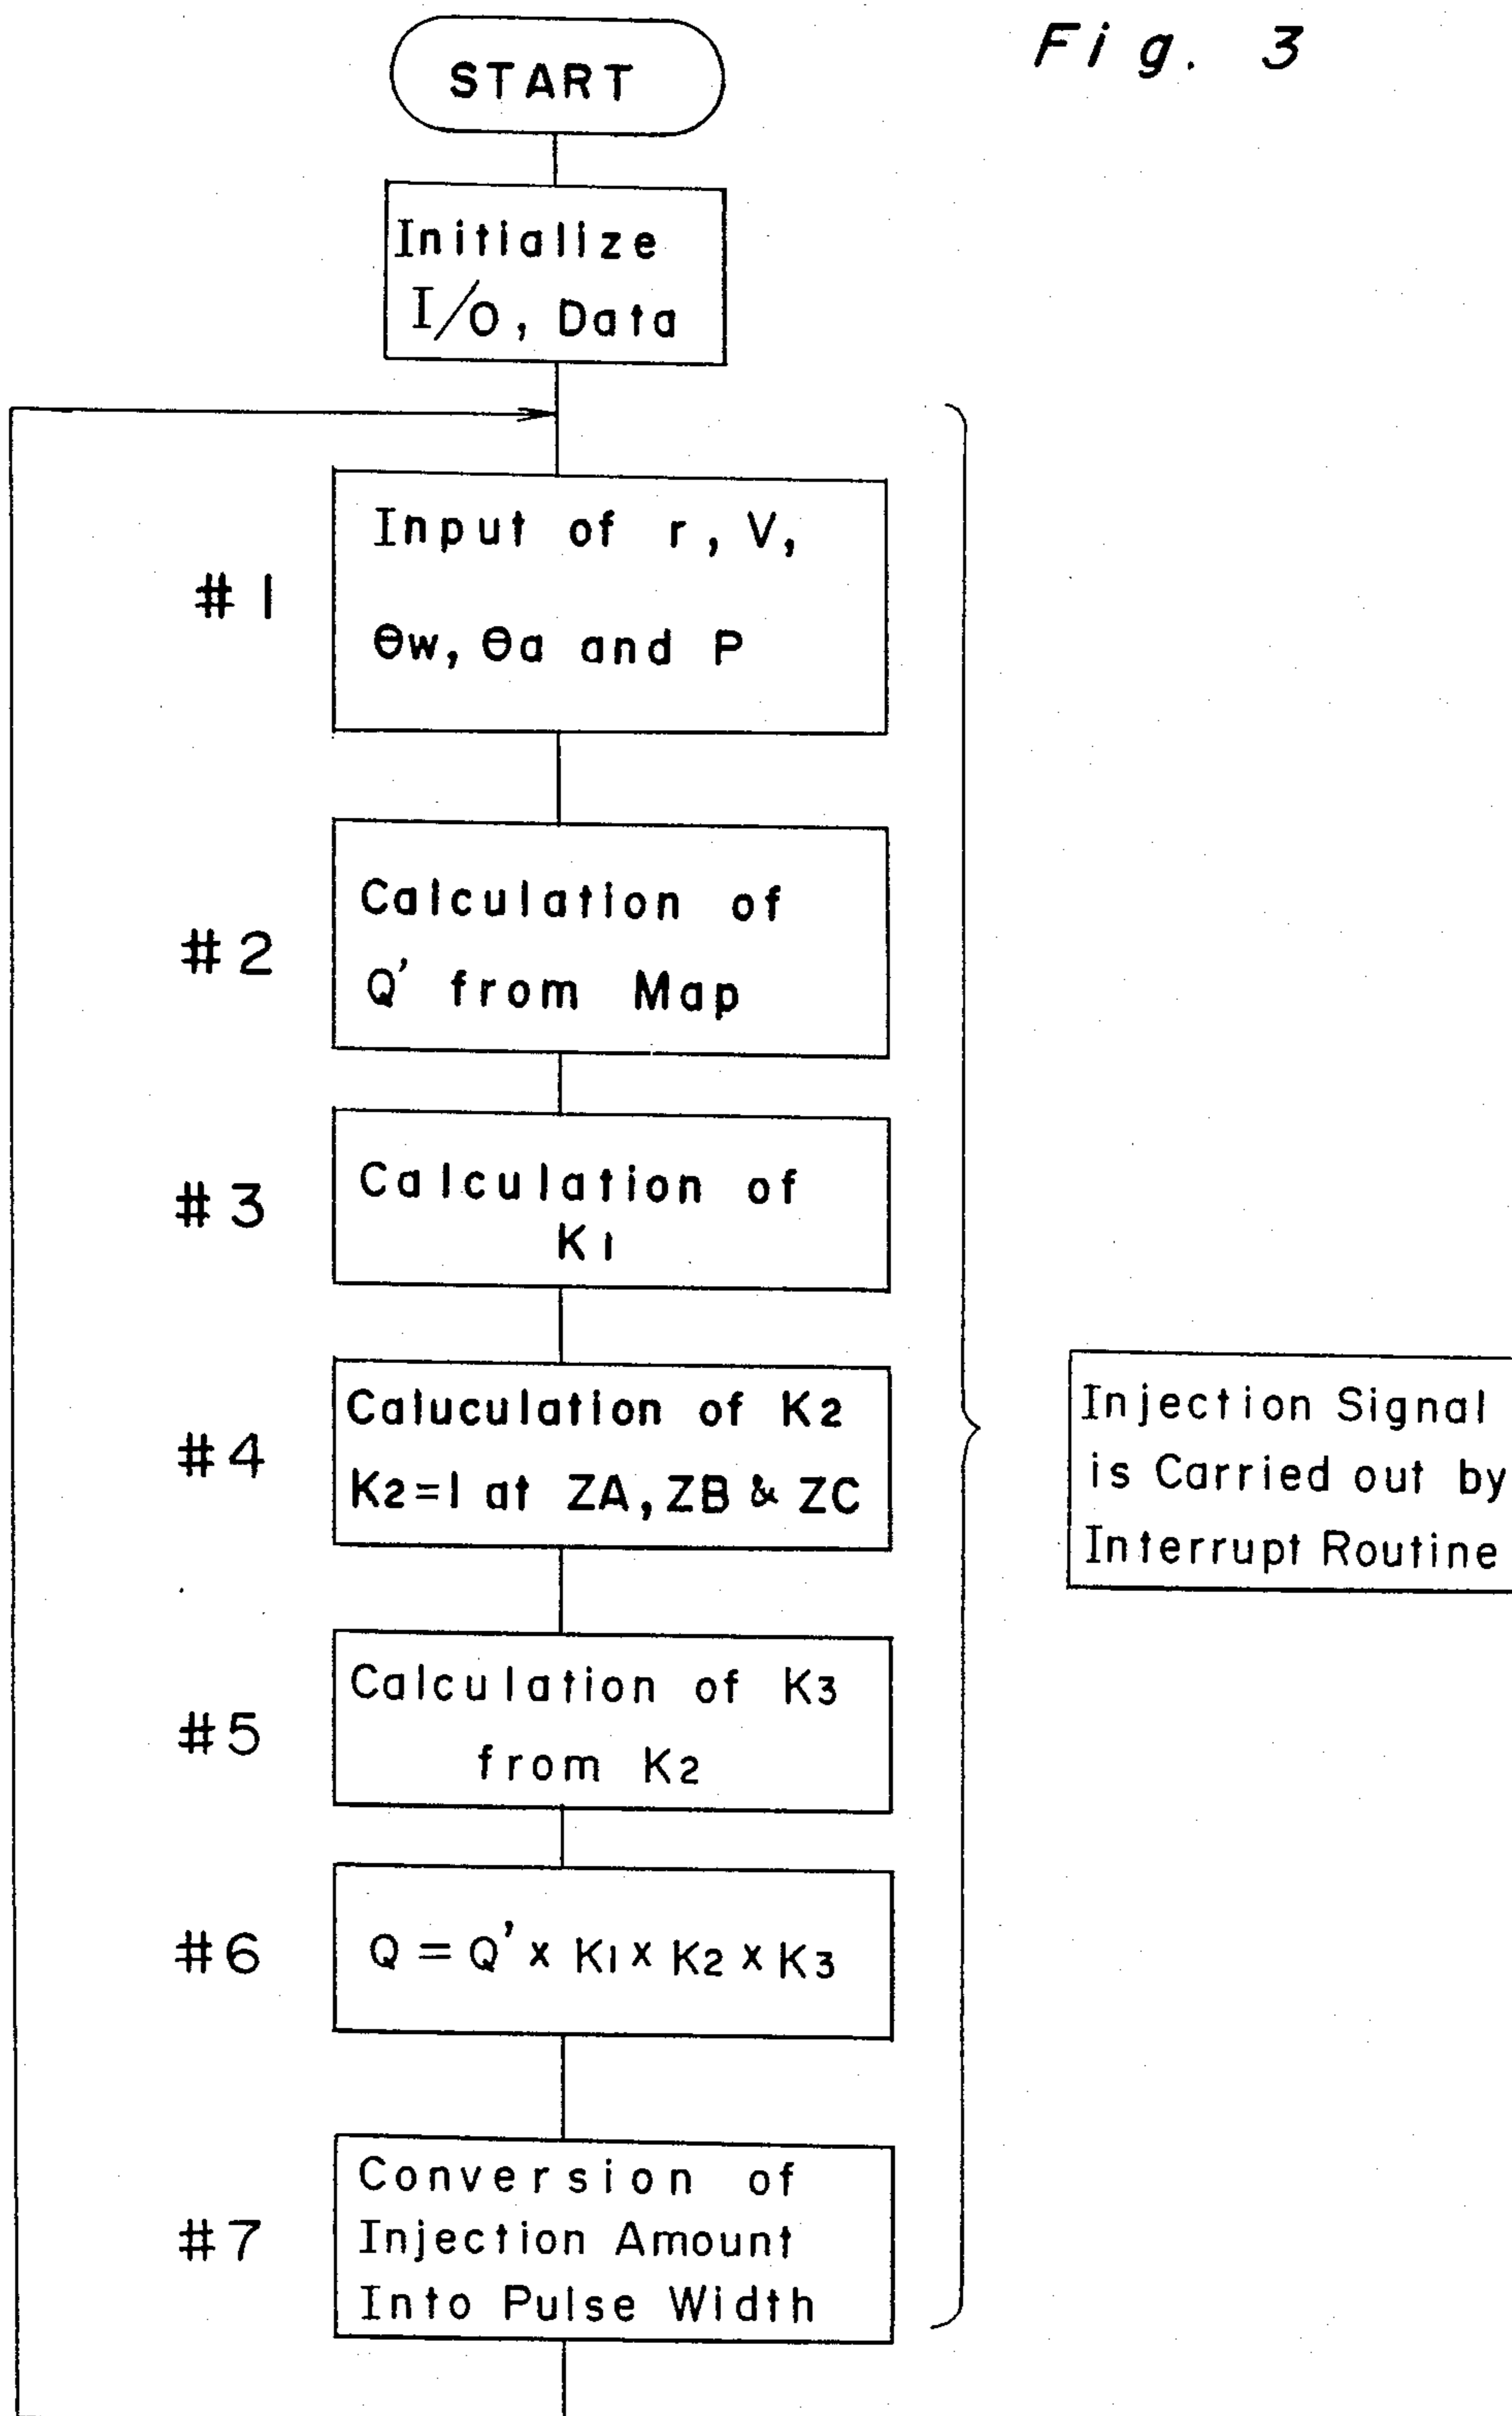 Fig. 3
START
Initialize
I/O, Data
#1
Input of r, V,
θw, θa and P
#2
Calculation of
Q' from Map
#3
Calculation of
K1
#4
Caluculation of K2
K2=1 at ZA, ZB & ZC
#5
Calculation of K3
from K2
#6
Q = Q' x K1 x K2 x K3
#7
Conversion of
Injection Amount
Into Pulse Width
Injection Signal
is Carried out by
Interrupt Routine